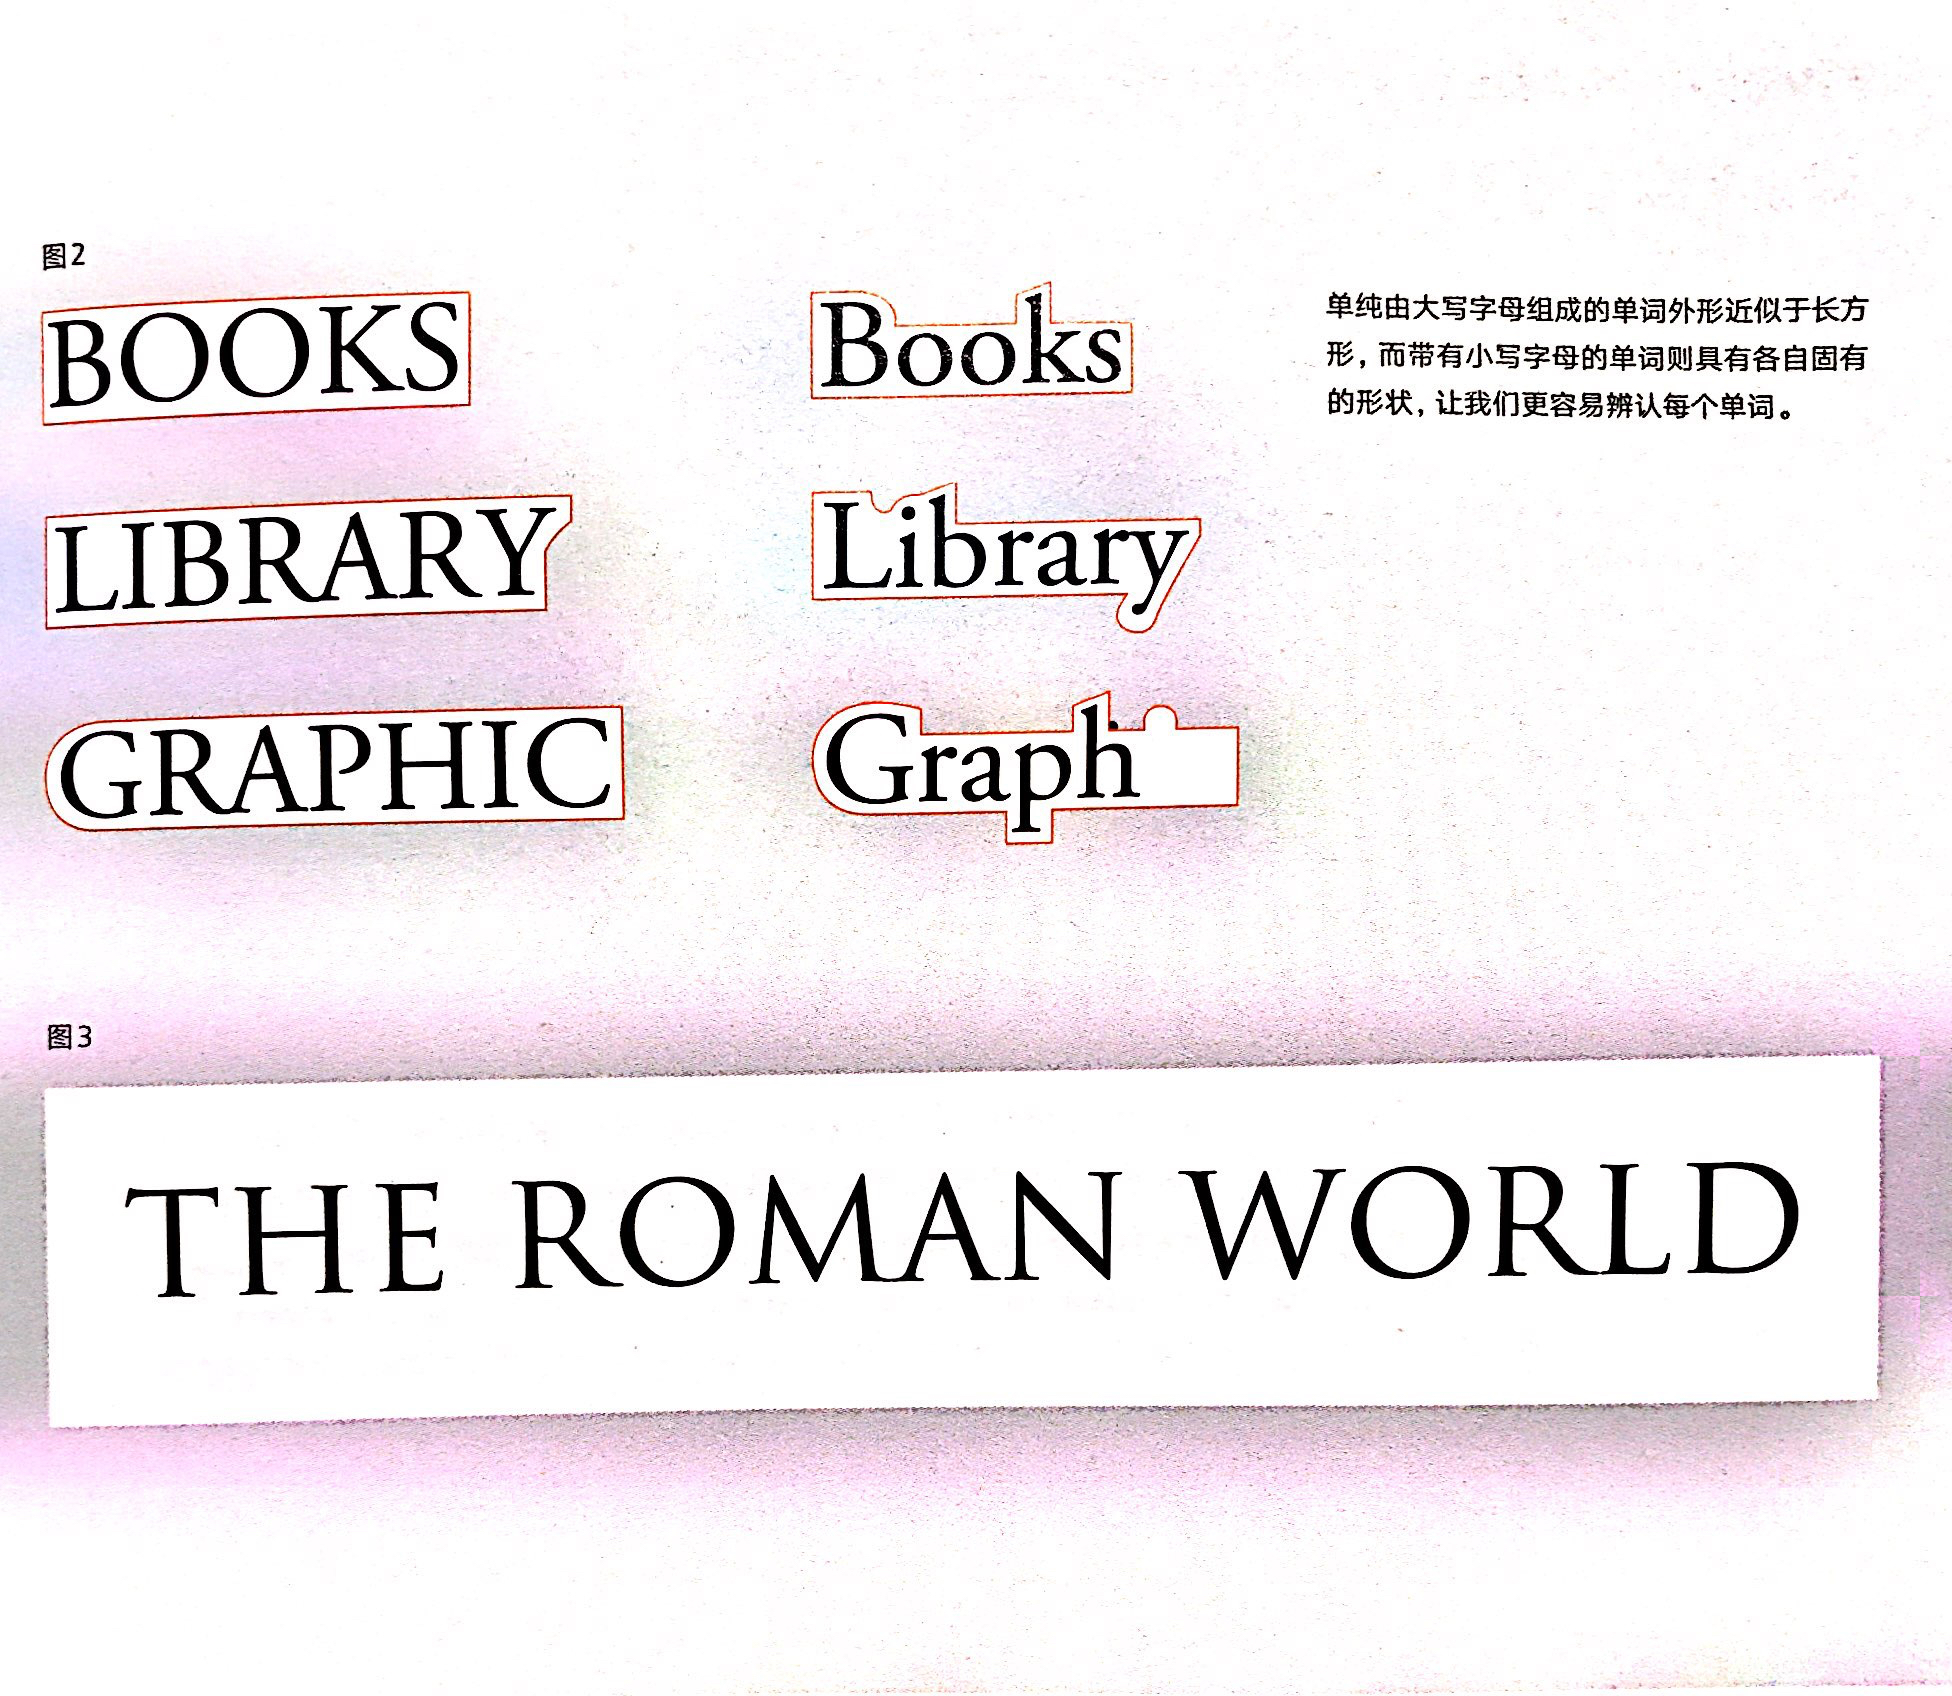 图2
BOOKS
Books
LIBRARY
Library
GRAPHIC
Graph
单纯由大写字母组成的单词外形近似于长方
形，而带有小写字母的单词则具有各自固有
的形状，让我们更容易辨认每个单词。
图3
THE ROMAN WORLD